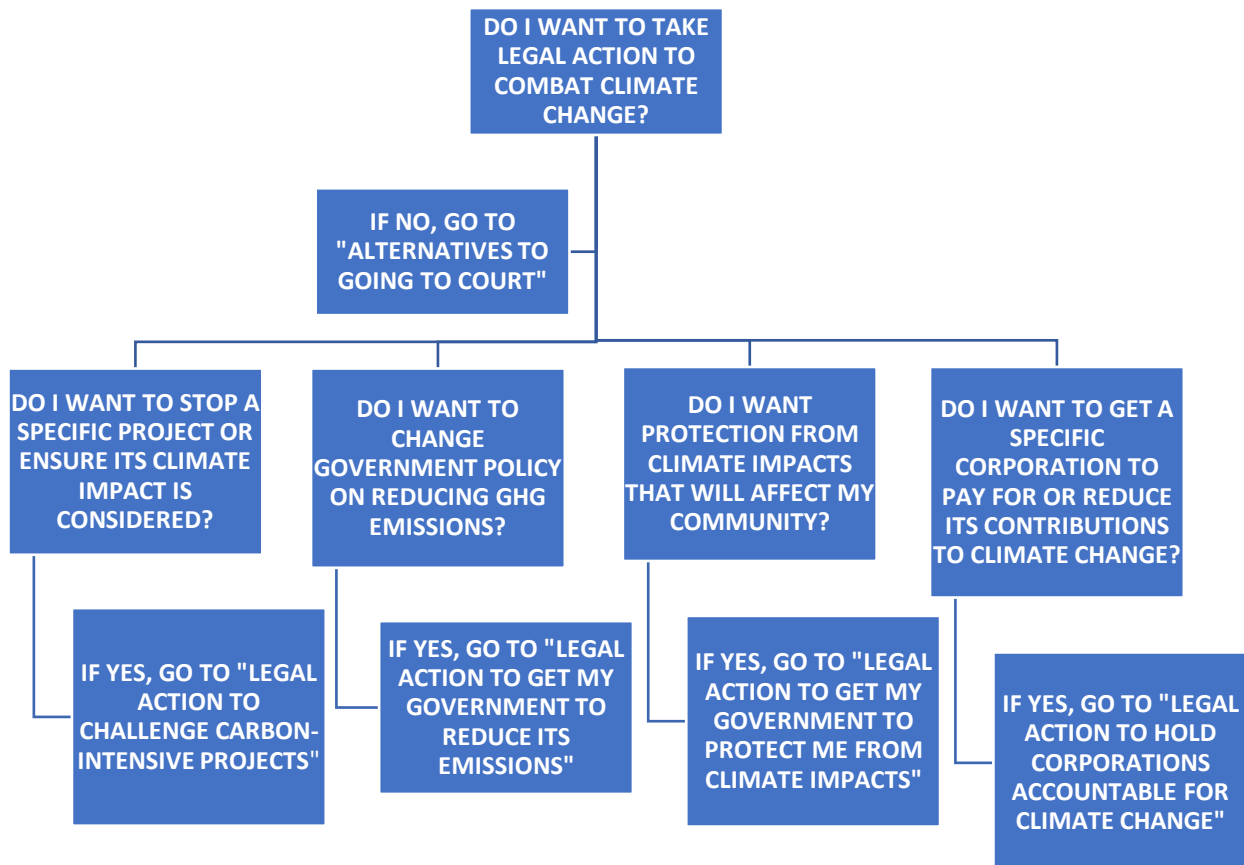 DO I WANT TO TAKE
LEGAL ACTION TO
COMBAT CLIMATE
CHANGE?
IF NO, GO TO
"ALTERNATIVES TO
GOING TO COURT"
DO I WANT TO STOP A
SPECIFIC PROJECT OR
ENSURE ITS CLIMATE
IMPACT IS
CONSIDERED?
IF YES, GO TO "LEGAL
ACTION TO
CHALLENGE CARBON-
INTENSIVE PROJECTS"
DO I WANT TO
CHANGE
GOVERNMENT POLICY
ON REDUCING GHG
EMISSIONS?
IF YES, GO TO "LEGAL
ACTION TO GET MY
GOVERNMENT TO
REDUCE ITS
EMISSIONS"
DO I WANT
PROTECTION FROM
CLIMATE IMPACTS
THAT WILL AFFECT MY
COMMUNITY?
IF YES, GO TO "LEGAL
ACTION TO GET MY
GOVERNMENT TO
PROTECT ME FROM
CLIMATE IMPACTS"
DO I WANT TO GET A
SPECIFIC
CORPORATION TO
PAY FOR OR REDUCE
ITS CONTRIBUTIONS
TO CLIMATE CHANGE?
IF YES, GO TO "LEGAL
ACTION TO HOLD
CORPORATIONS
ACCOUNTABLE FOR
CLIMATE CHANGE"